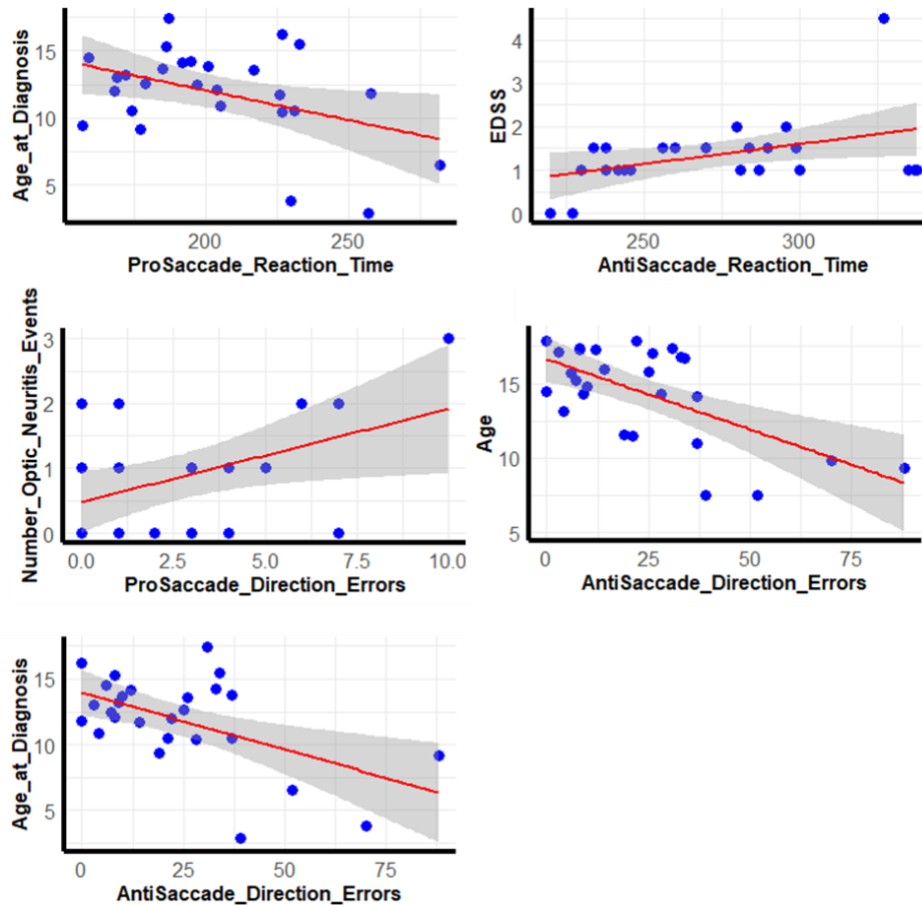 Age_at_Diagnosis
15
10
5
200 250
ProSaccade_Reaction_Time
EDSS
4
3
2
1
0
250 300
AntiSaccade_Reaction_Time
Number_Optic_Neuritis_Events
3
2
1
0
0.0 2.5 5.0 7.5 10.0
ProSaccade_Direction_Errors
Age
15
10
5
0 25 50 75
AntiSaccade_Direction_Errors
Age_at_Diagnosis
15
10
5
0 25 50 75
AntiSaccade_Direction_Errors